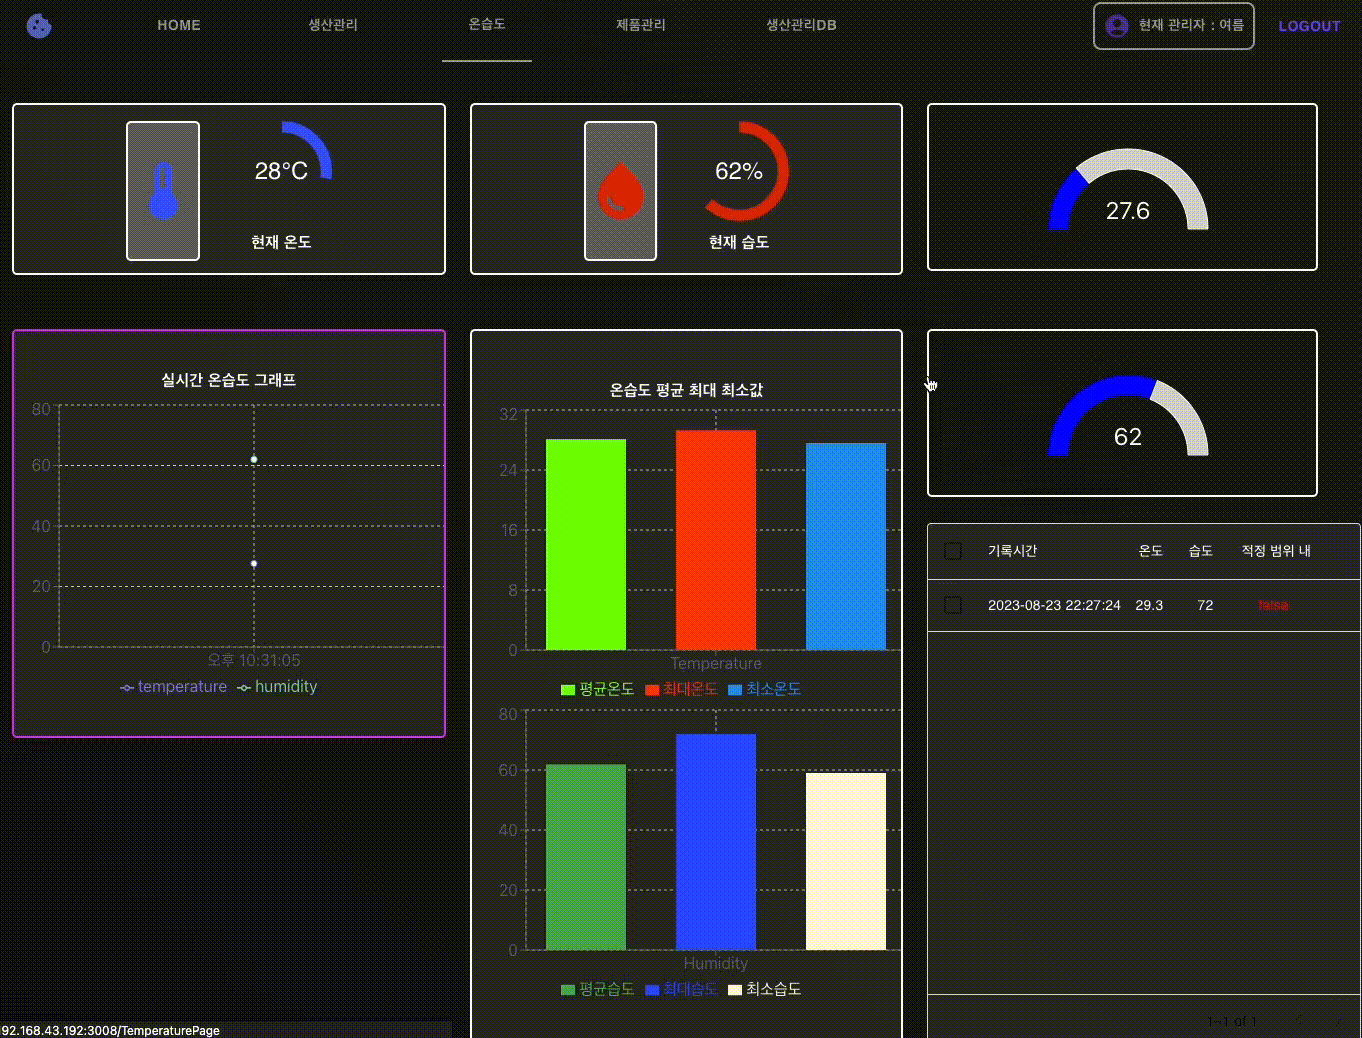 HOME 생산관리 온습도 제품관리 생산관리DB 현재 관리자 : 여름 LOGOUT
28°C
현재 온도
62%
현재 습도
27.6
실시간 온습도 그래프
80
60
40
20
0
오후 10:31:05
temperature humidity
온습도 평균 최대 최소값
32
24
16
8
0
Temperature
평균온도 최대온도 최소온도
80
60
40
20
0
Humidity
평균습도 최대습도 최소습도
62
기록시간 온도 습도 적정 범위 내
2023-08-23 22:27:24 29.3 72 false
1–1 of 1
92.168.43.192:3008/TemperaturePage